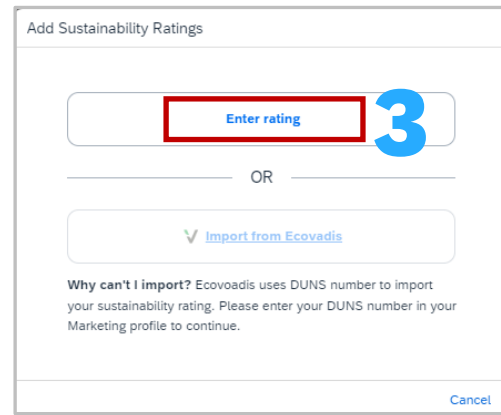 Add Sustainability Ratings
Enter rating
3
OR
Import from Ecovadis
Why can't I import? Ecovoadis uses DUNS number to import
your sustainability rating. Please enter your DUNS number in your
Marketing profile to continue.
Cancel